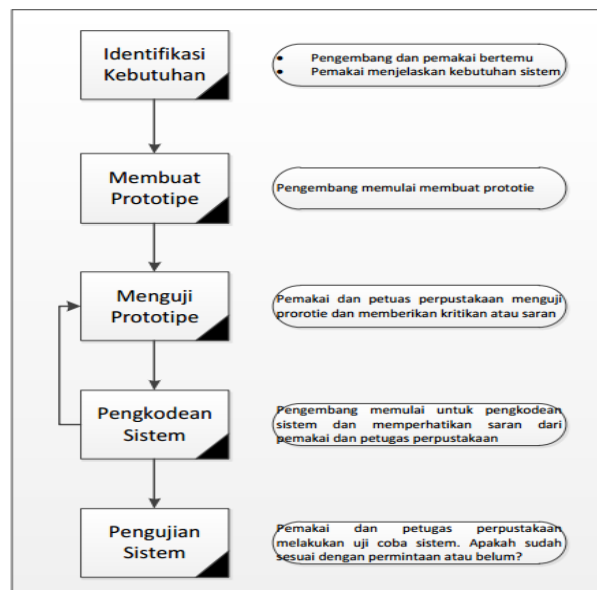 Identifikasi
Kebutuhan
• Pengembang dan pemakai bertemu
• Pemakai menjelaskan kebutuhan sistem
Membuat
Prototipe
Pengembang memulai membuat prototie
Menguji
Prototipe
Pemakai dan petuas perpustakaan menguji
prorotie dan memberikan kritikan atau saran
Pengkodean
Sistem
Pengembang memulai untuk pengkodean
sistem dan memperhatikan saran dari
pemakai dan petugas perpustakaan
Pengujian
Sistem
Pemakai dan petugas perpustakaan
melakukan uji coba sistem. Apakah sudah
sesuai dengan permintaan atau belum?